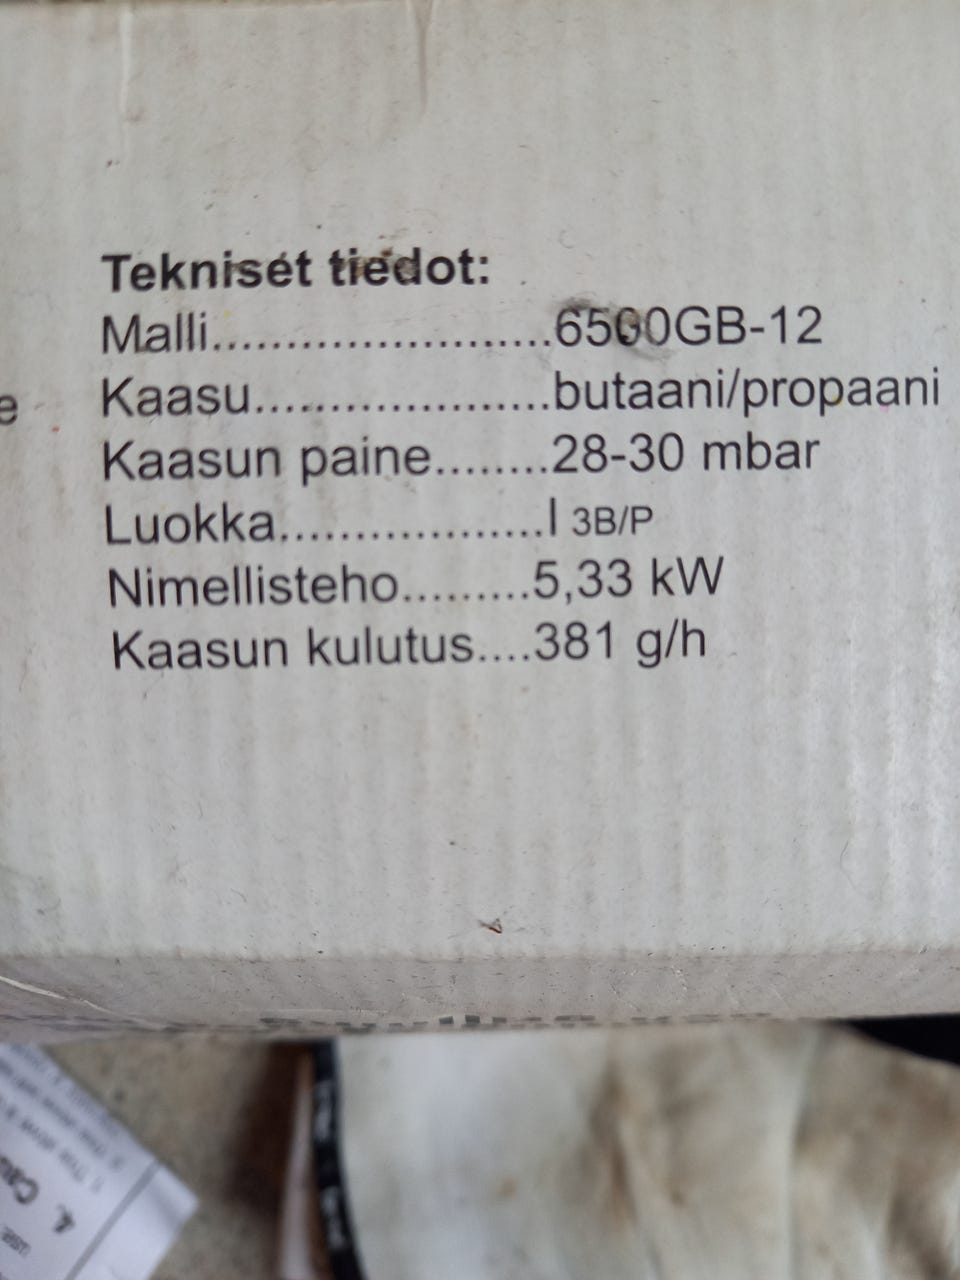 Tekniset tiedot:
Malli.......................6500GB-12
Kaasu....................butaani/propaani
e
Kaasun paine........28-30 mbar
Luokka..................I 3B/P
Nimellisteho.........5,33 kW
Kaasun kulutus....381 g/h